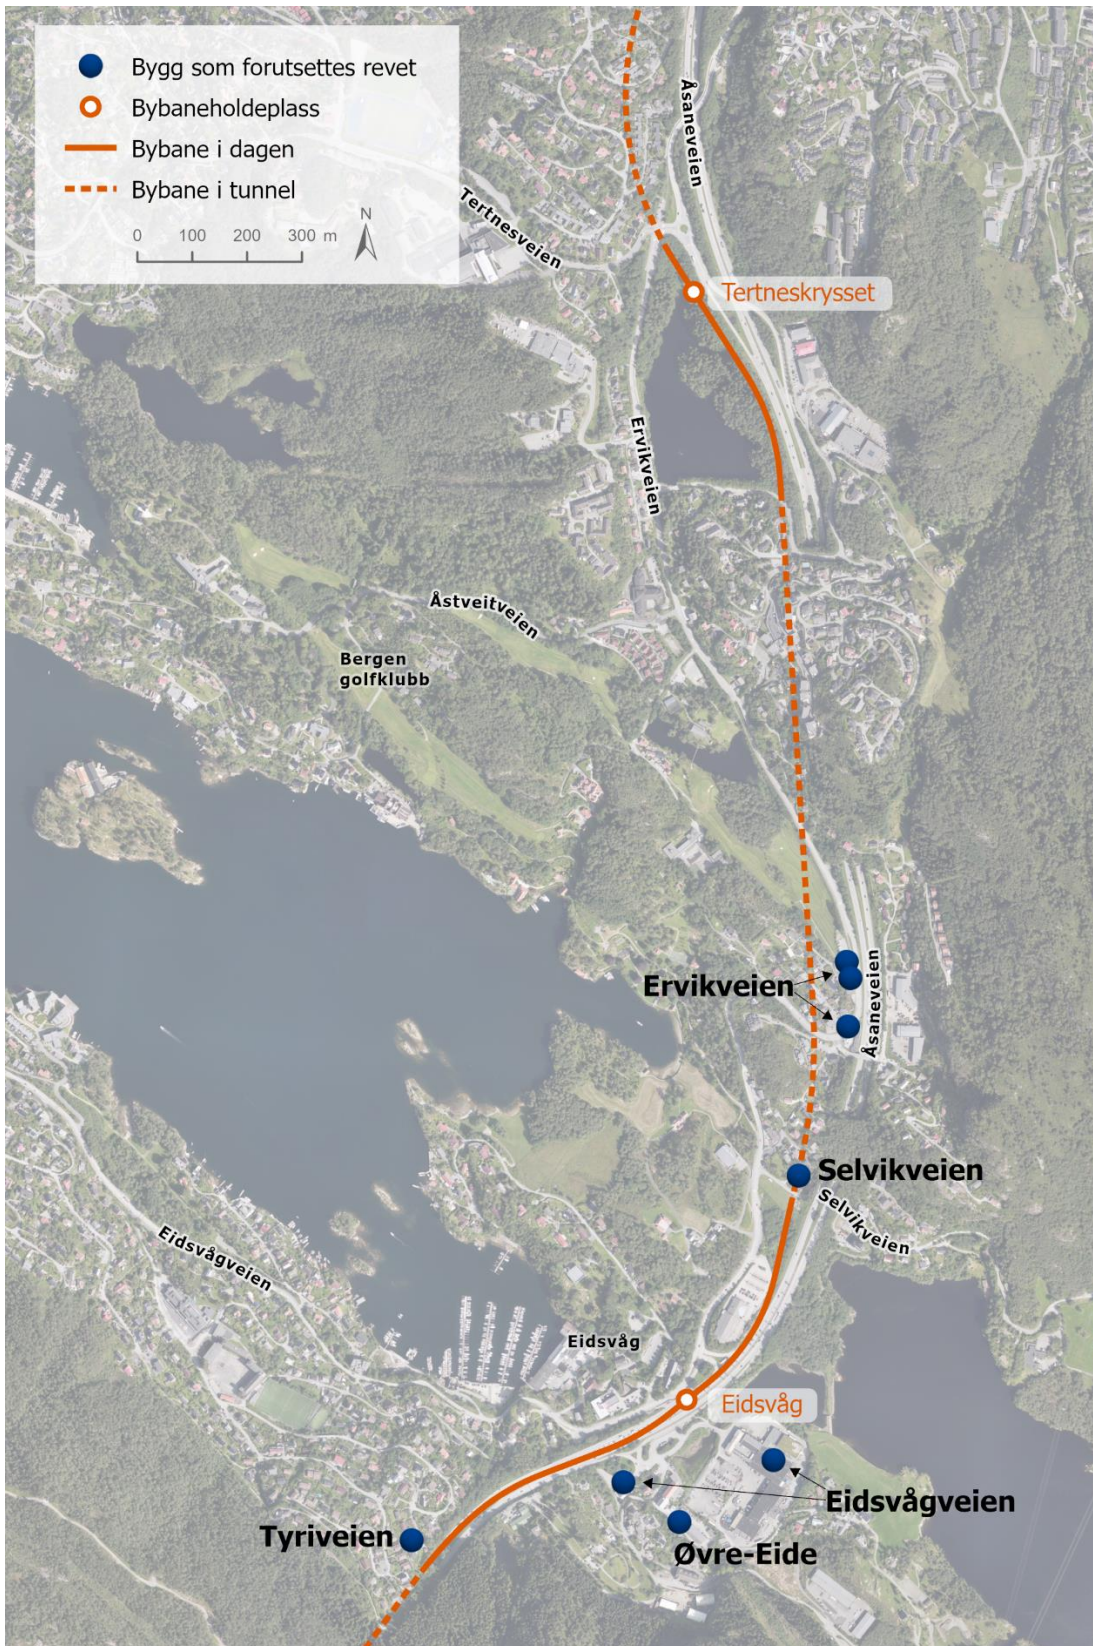 Bygg som forutsettes revet
Bybaneholdeplass
Bybane i dagen
Bybane i tunnel
N
0 100 200 300 m
Åsaneveien
Tertnesveien
Tertneskrysset
Ervikveien
Åstveitveien
Bergen
golfklubb
Ervikveien
Åsaneveien
Selvikveien
Selvikveien
Eidsvågveien
Eidsvåg
Eidsvåg
Eidsvågveien
Tyriveien
Øvre-Eide